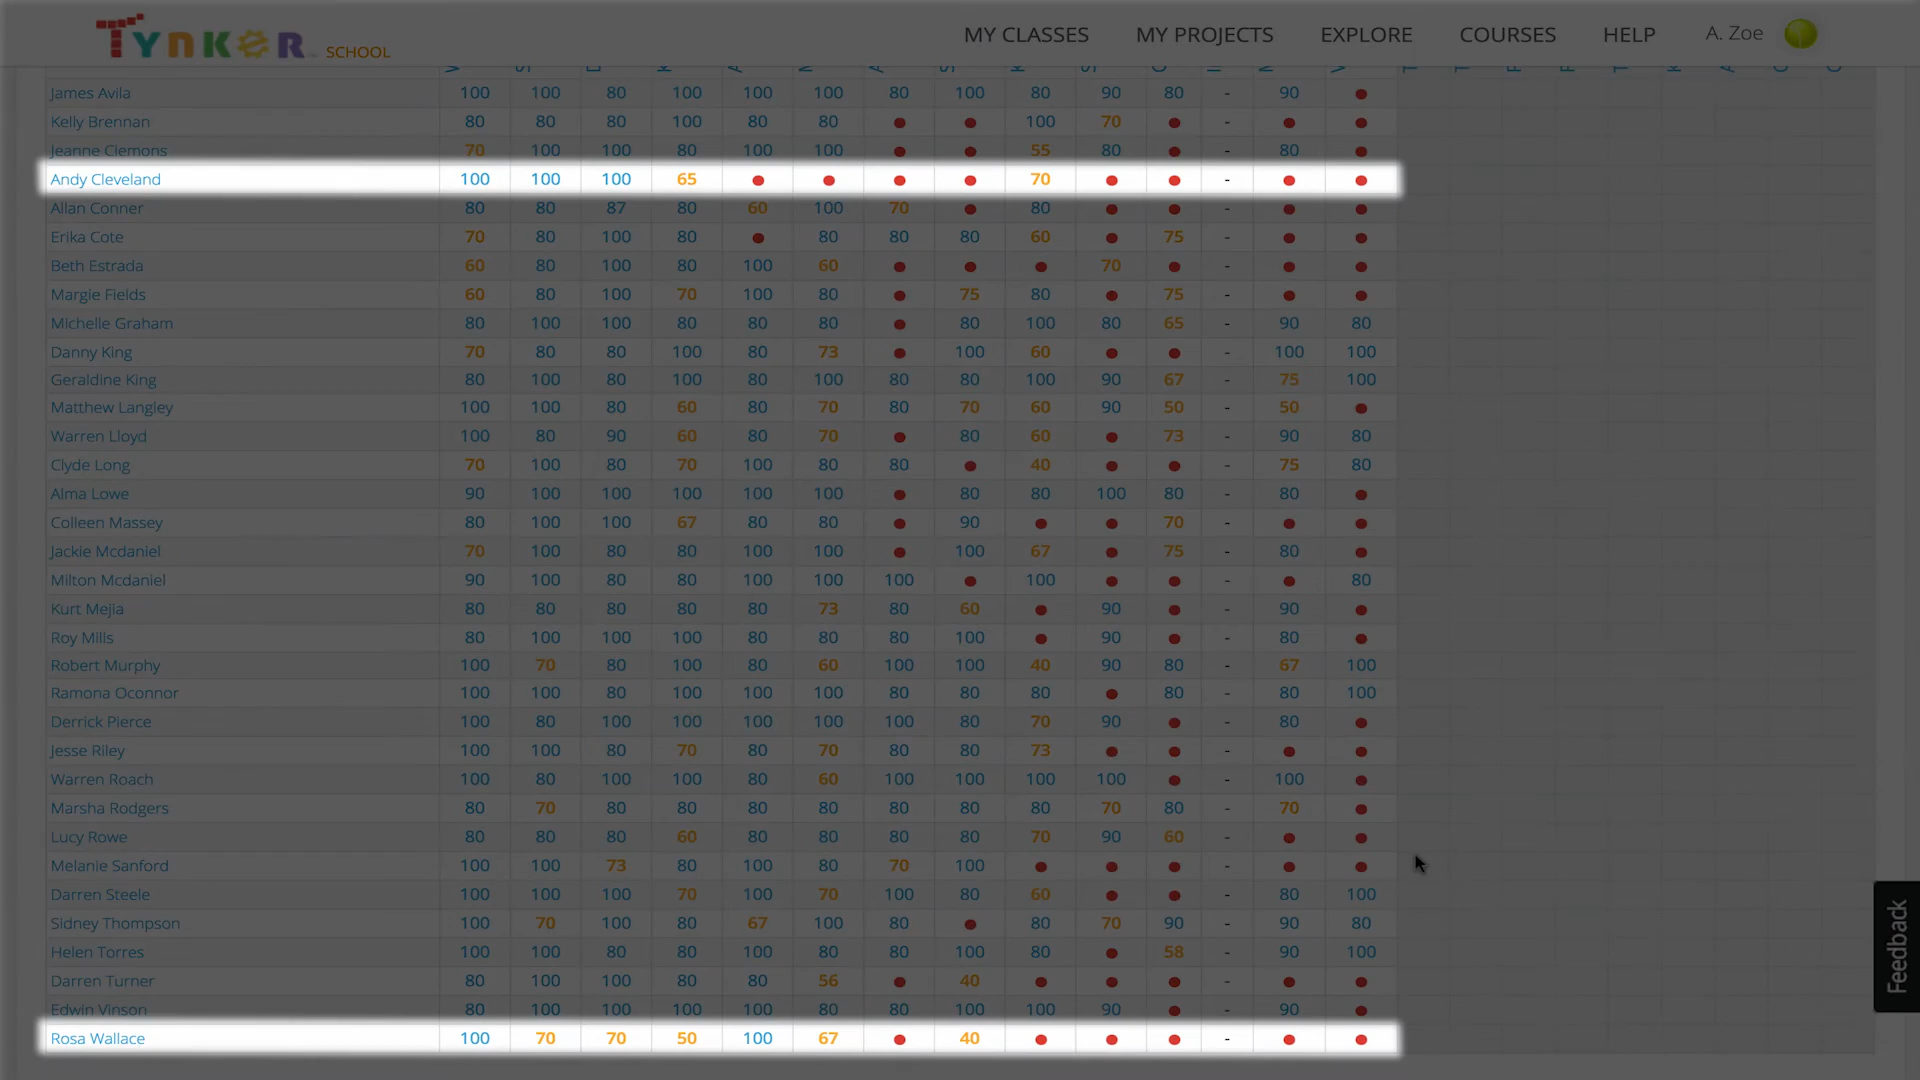 TYNKER SCHOOL MY CLASSES MY PROJECTS EXPLORE COURSES HELP A. Zoe
James Avila 100 100 80 100 100 100 80 100 80 90 80 - 90
Kelly Brennan 80 80 80 100 80 80 100 70 -
Jeanne Clemons 70 100 100 80 100 100 55 80 - 80
Andy Cleveland 100 100 100 65 70 -
Allan Conner 80 80 87 80 60 100 70 80 -
Erika Cote 70 80 100 80 80 80 80 60 75 -
Beth Estrada 60 80 100 80 100 60 70 -
Margie Fields 60 80 100 70 100 80 75 80 75 -
Michelle Graham 80 100 100 80 80 80 80 100 80 65 - 90 80
Danny King 70 80 80 100 80 73 100 60 - 100 100
Geraldine King 80 100 80 100 80 100 80 80 100 90 67 - 75 100
Matthew Langley 100 100 80 60 80 70 80 70 60 90 50 - 50
Warren Lloyd 100 80 90 60 80 70 80 60 73 - 90 80
Clyde Long 70 100 80 70 100 80 80 40 - 75 80
Alma Lowe 90 100 100 100 100 100 80 80 100 80 - 80
Colleen Massey 80 100 100 67 80 80 90 70 -
Jackie Mcdaniel 70 100 80 80 100 100 100 67 75 - 80
Milton Mcdaniel 90 100 80 80 100 100 100 100 - 80
Kurt Mejia 80 80 80 80 80 73 80 60 90 - 90
Roy Mills 80 100 100 100 80 80 80 100 90 - 80
Robert Murphy 100 70 80 100 80 60 100 100 40 90 80 - 67 100
Ramona Oconnor 100 100 80 100 100 100 80 80 80 80 - 80 100
Derrick Pierce 100 80 100 100 100 100 100 80 70 90 - 80
Jesse Riley 100 100 80 70 80 70 80 80 73 -
Warren Roach 100 80 100 100 80 60 100 100 100 100 - 100
Marsha Rodgers 80 70 80 80 80 80 80 80 80 70 80 - 70
Lucy Rowe 80 80 80 60 80 80 80 80 70 90 60 -
Melanie Sanford 100 100 73 80 100 80 70 100 -
Darren Steele 100 100 100 70 100 70 100 80 60 - 80 100
Sidney Thompson 100 70 100 80 67 100 80 80 70 90 - 90 80
Helen Torres 100 100 80 80 100 80 80 100 80 58 - 90 100
Darren Turner 80 100 100 80 80 56 40 -
Edwin Vinson 80 100 100 100 100 80 80 100 100 90 - 90
Rosa Wallace 100 70 70 50 100 67 40 -
Feedback